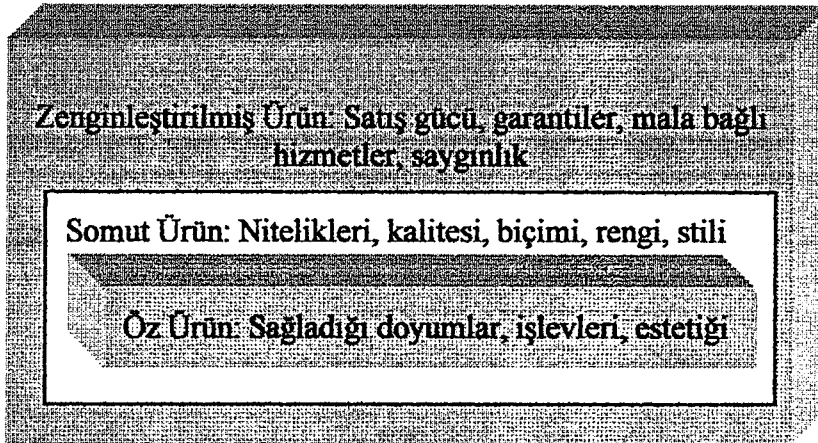 Zenginleştirilmiş Ürün: Satış gücü, garantiler, mala bağlı
hizmetler, saygınlık
Somut Ürün: Nitelikleri, kalitesi, biçimi, rengi, stili
Öz Ürün: Sağladığı doyumlar, işlevleri, estetiği